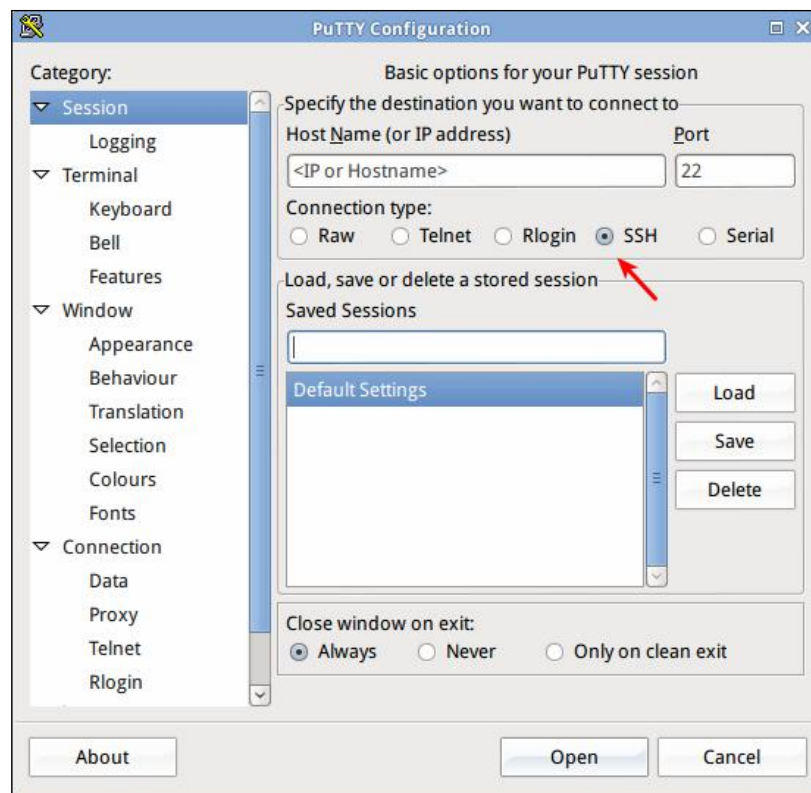 PuTTY Configuration
Category:
Session
Logging
Terminal
Keyboard
Bell
Features
Window
Appearance
Behaviour
Translation
Selection
Colours
Fonts
Connection
Data
Proxy
Telnet
Rlogin
Basic options for your PuTTY session
Specify the destination you want to connect to
Host Name (or IP address) Port
<IP or Hostname> 22
Connection type:
Raw Telnet Rlogin SSH Serial
Load, save or delete a stored session
Saved Sessions
Default Settings
Load
Save
Delete
Close window on exit:
Always Never Only on clean exit
About Open Cancel